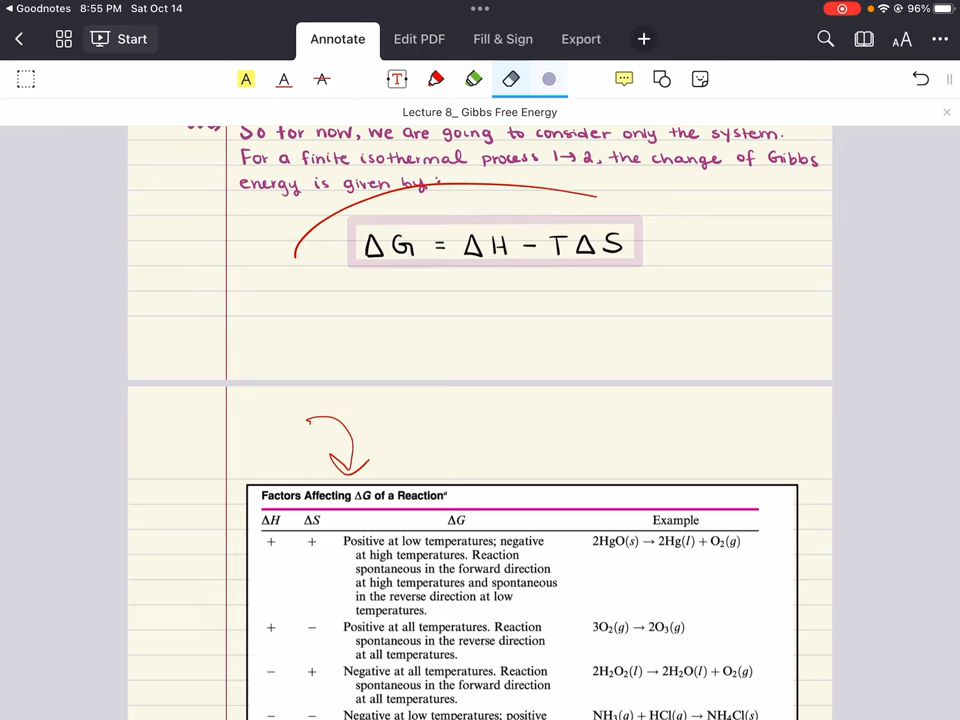 Goodnotes 8:55 PM Sat Oct 14 96%
Start Annotate Edit PDF Fill & Sign Export
A A A T AA
Lecture 8_ Gibbs Free Energy
So for now, we are going to consider only the system.
For a finite isothermal process 1→2, the change of Gibbs
energy is given by:
ΔG = ΔH - TΔS
Factors Affecting ΔG of a Reactionᵃ
ΔH ΔS ΔG Example
+ + Positive at low temperatures; negative 2HgO(s) → 2Hg(l) + O₂(g)
at high temperatures. Reaction
spontaneous in the forward direction
at high temperatures and spontaneous
in the reverse direction at low
temperatures.
+ − Positive at all temperatures. Reaction 3O₂(g) → 2O₃(g)
spontaneous in the reverse direction
at all temperatures.
− + Negative at all temperatures. Reaction 2H₂O₂(l) → 2H₂O(l) + O₂(g)
spontaneous in the forward direction
at all temperatures.
− − Negative at low temperatures; positive NH₃(g) + HCl(g) → NH₄Cl(s)